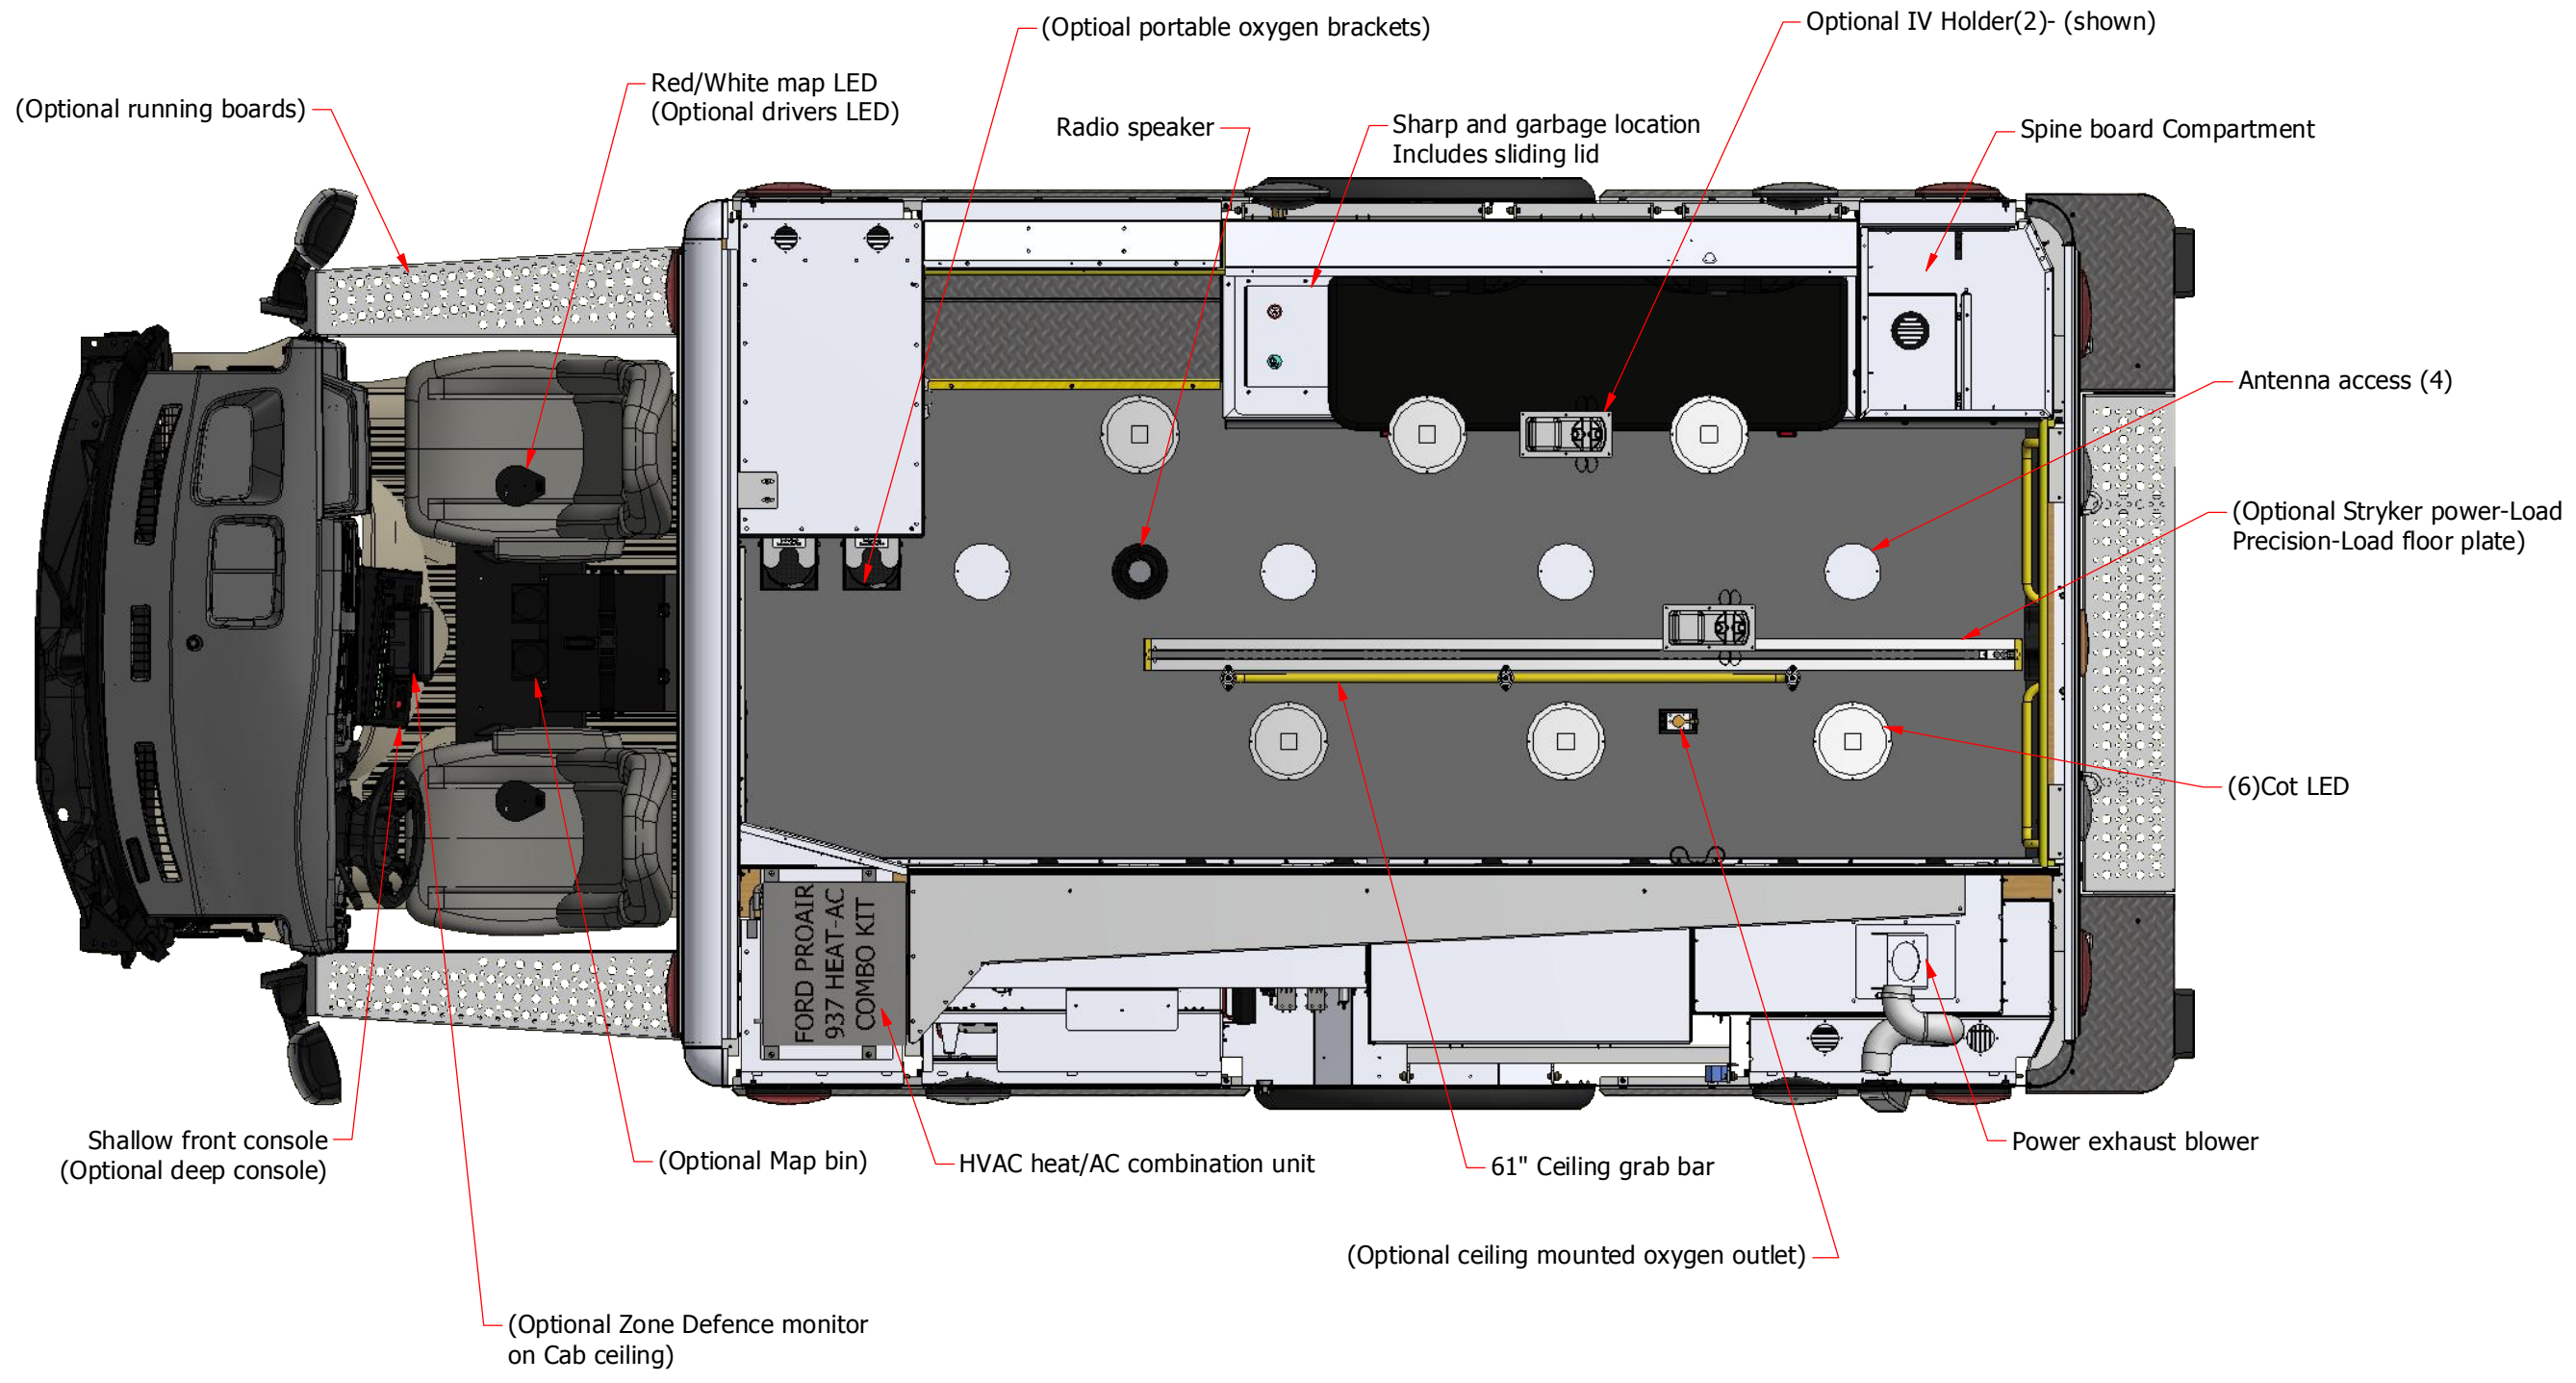 (Optioal portable oxygen brackets)
Optional IV Holder(2)- (shown)
Red/White map LED
(Optional drivers LED)
(Optional running boards)
Radio speaker
Sharp and garbage location
Includes sliding lid
Spine board Compartment
Antenna access (4)
(Optional Stryker power-Load
Precision-Load floor plate)
(6)Cot LED
FORD PROAIR
937 HEAT-AC
COMBO KIT
Shallow front console
(Optional deep console)
(Optional Map bin)
HVAC heat/AC combination unit
61" Ceiling grab bar
Power exhaust blower
(Optional ceiling mounted oxygen outlet)
(Optional Zone Defence monitor
on Cab ceiling)